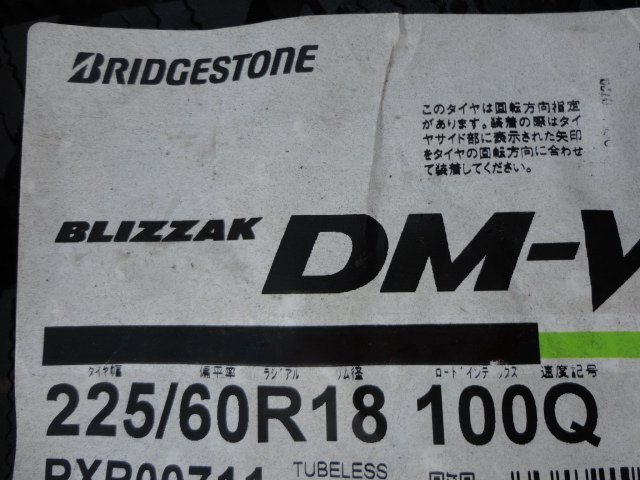 BRIDGESTONE
このタイヤは回転方向指定
があります。装着の際はタイ
ヤサイド部に表示された矢印
をタイヤの回転方向に合わせ
て装着してください。
BLIZZAK DM-V
タイヤ幅 偏平率 ラジアル リム径 ロードインデックス 速度記号
225/60R18 100Q
PXR00711 TUBELESS